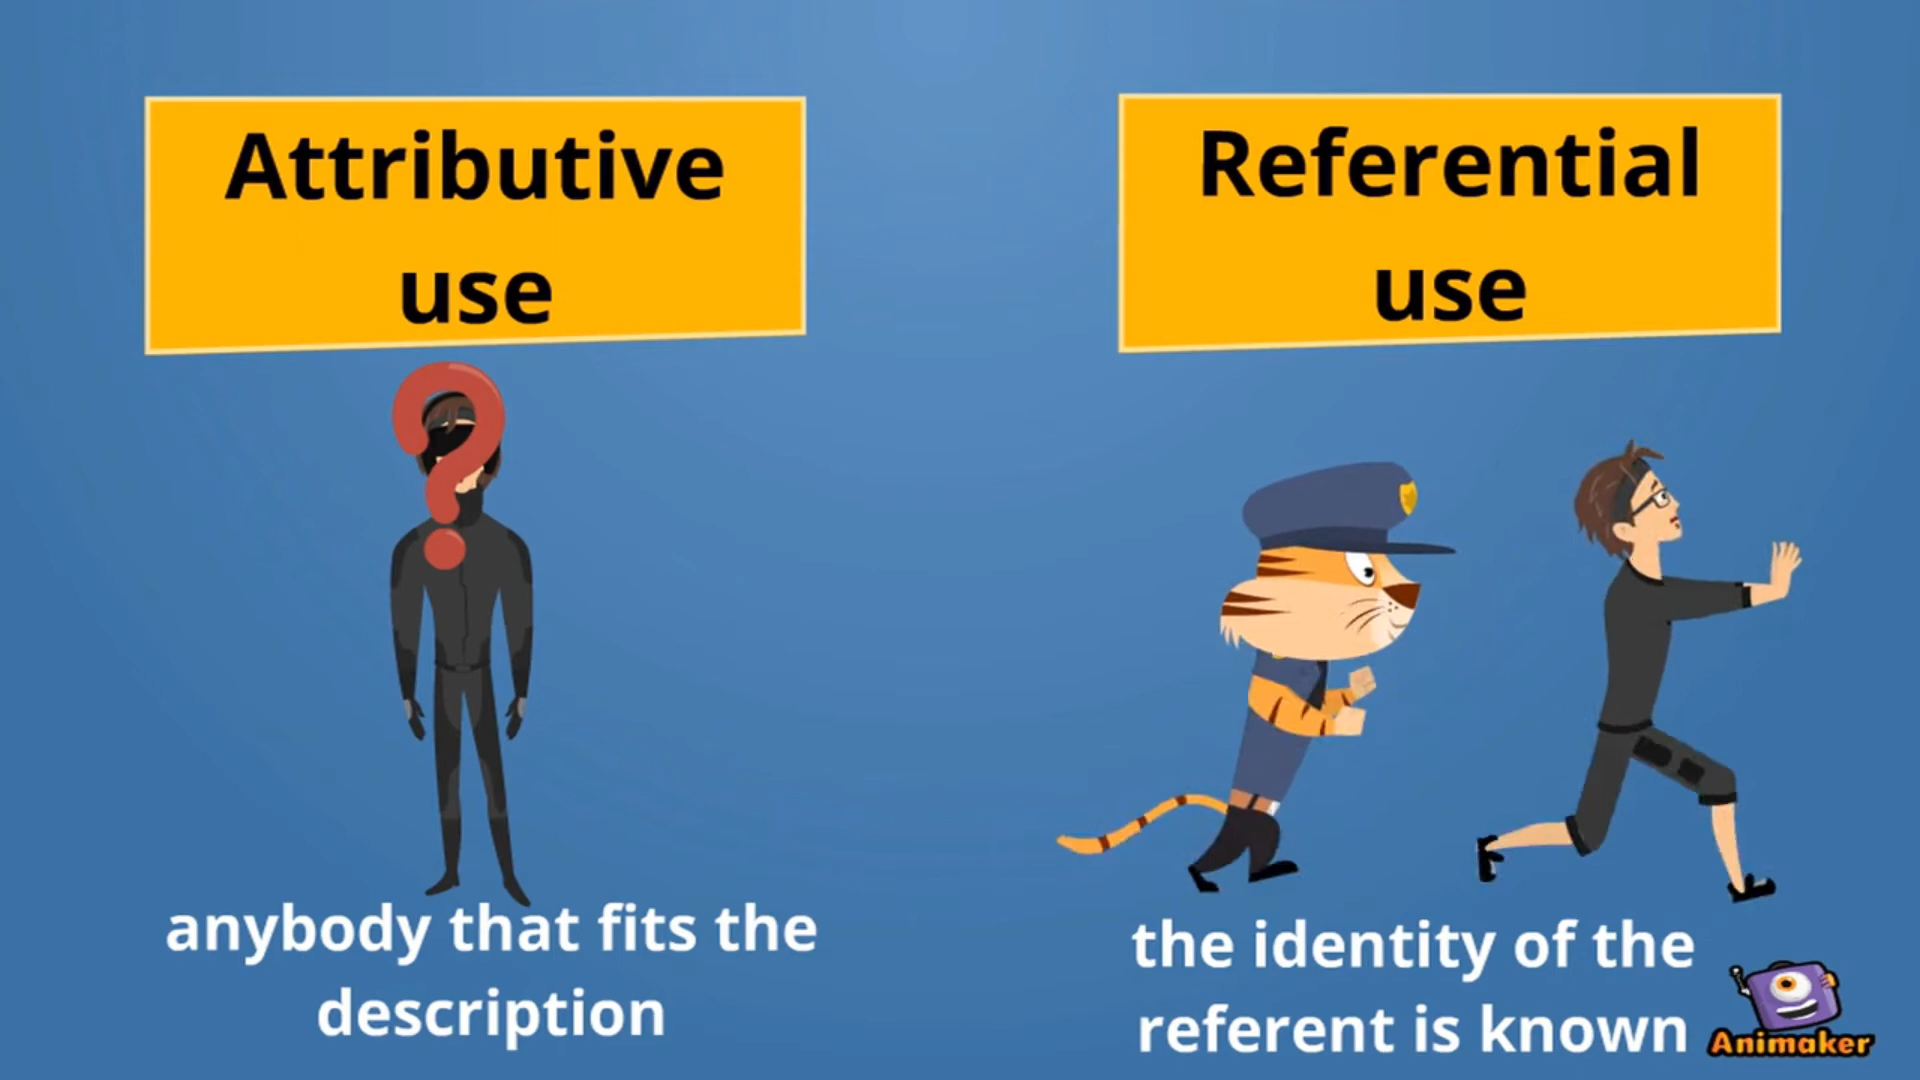 Attributive
use
Referential
use
?
anybody that fits the
description
the identity of the
referent is known
Animaker